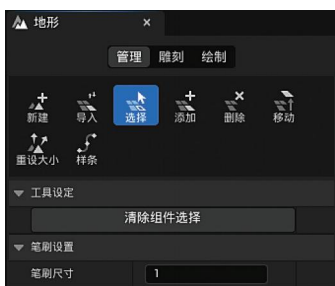 地形 ×
管理 雕刻 绘制
新建 导入 选择 添加 删除 移动
重设大小 样条
工具设定
清除组件选择
笔刷设置
笔刷尺寸 1